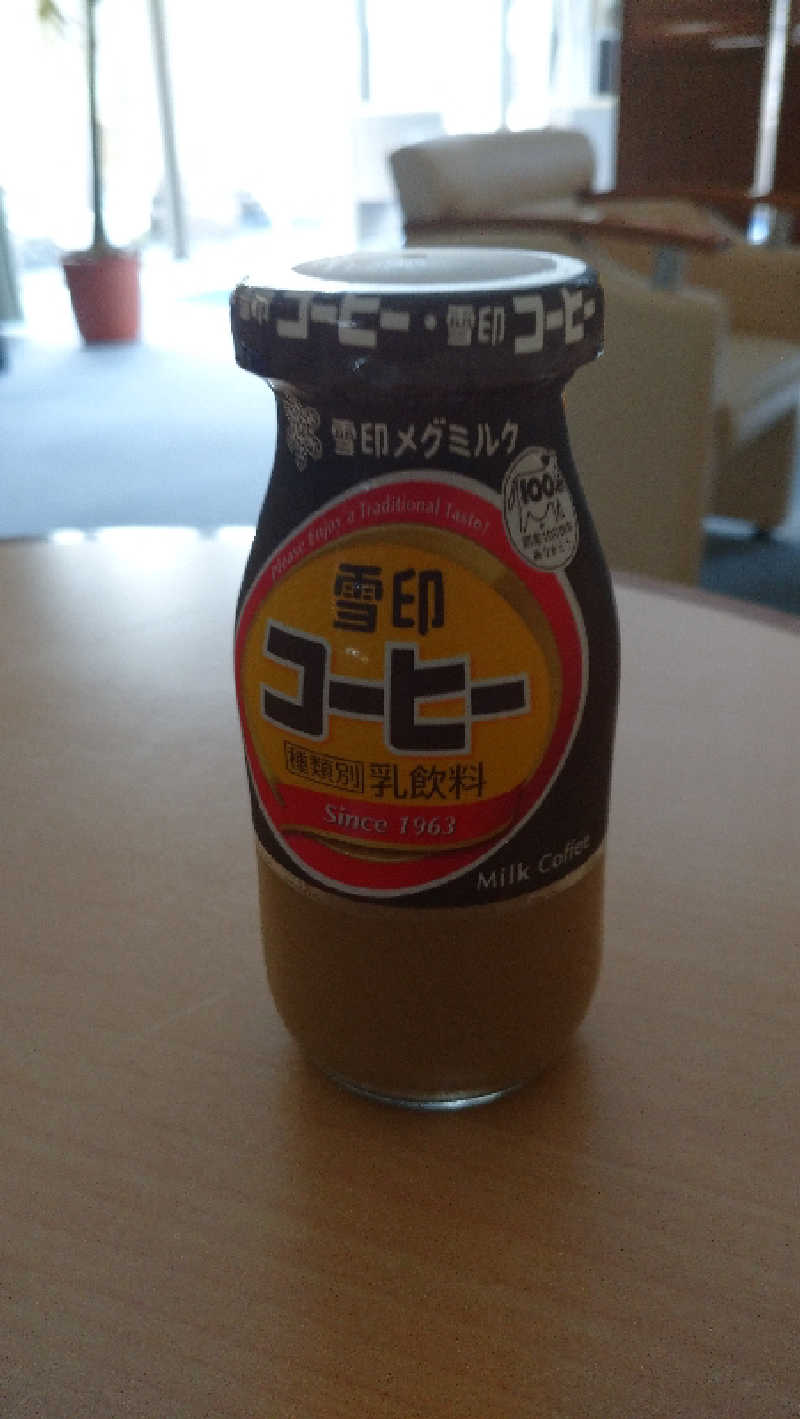 雪印 コーヒー・雪印 コーヒー
雪印メグミルク
100
Please Enjoy a Traditional Taste!
雪印
コーヒー
種類別 乳飲料
Since 1963
Milk Coffee